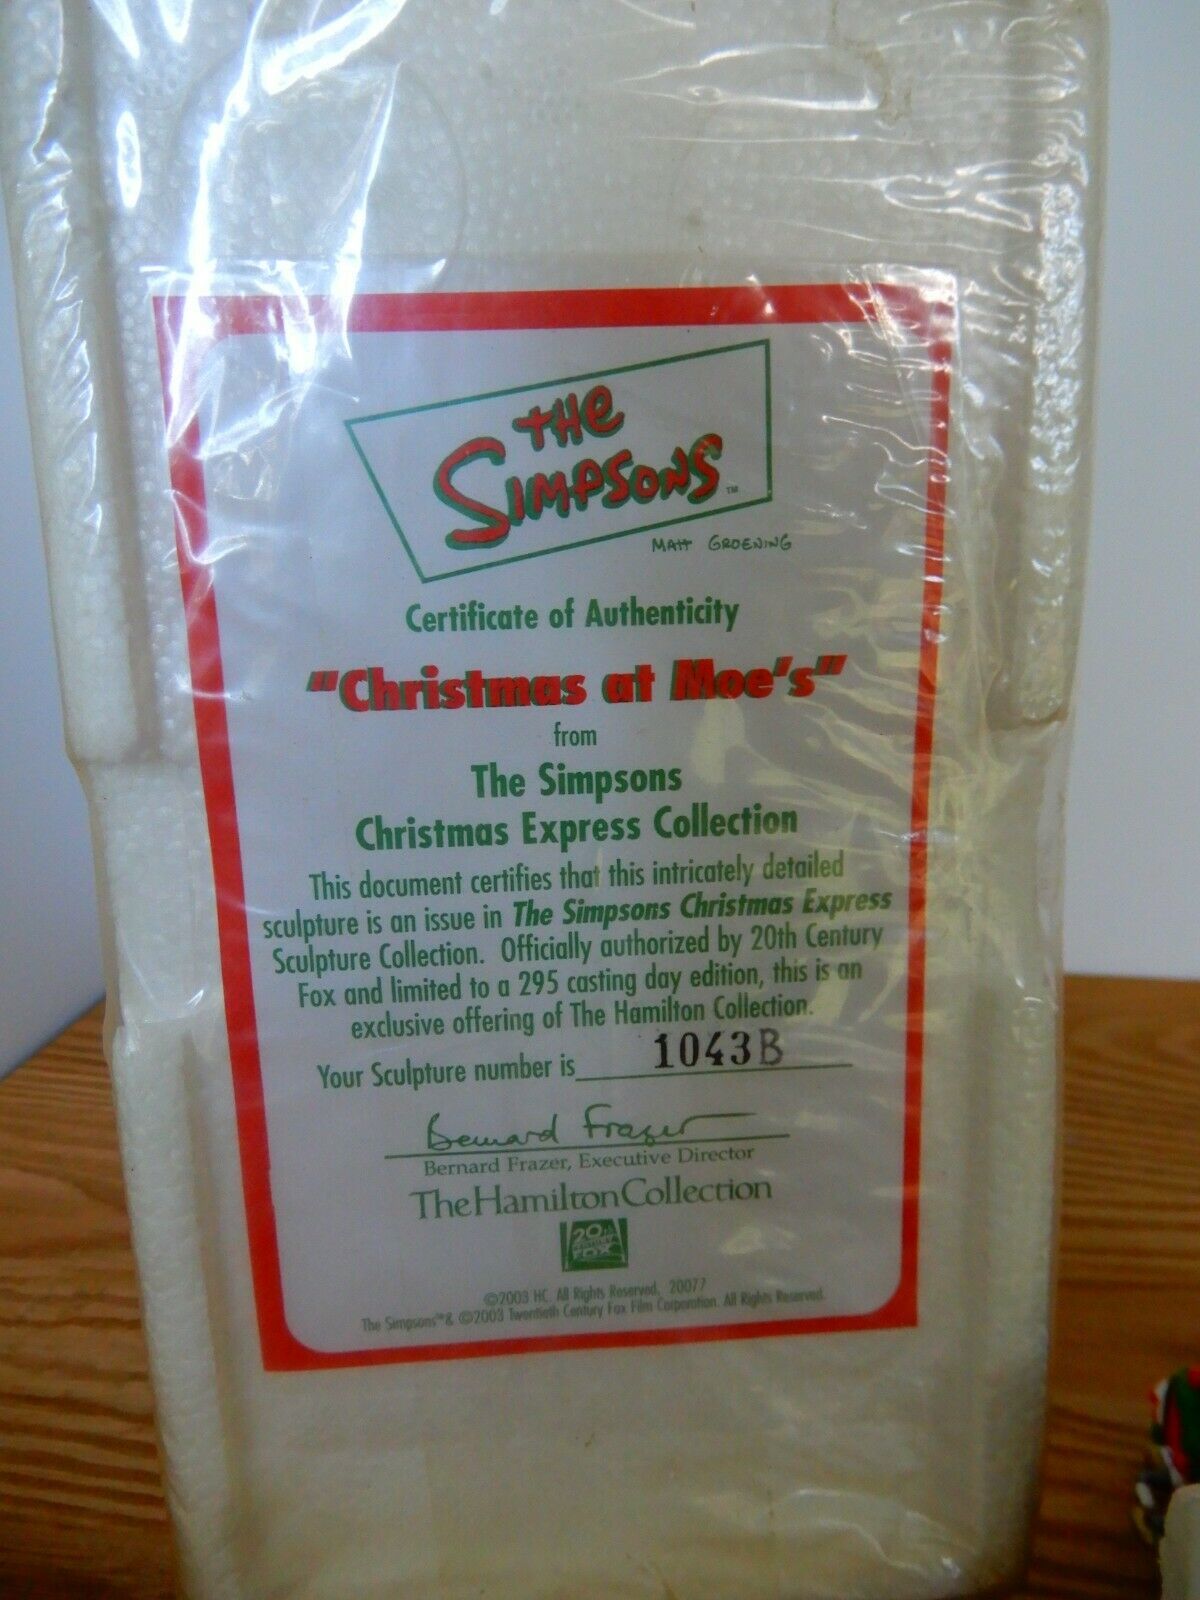 THE
SIMPSONS™
MATT GROENING
Certificate of Authenticity
"Christmas at Moe's"
from
The Simpsons
Christmas Express Collection
This document certifies that this intricately detailed
sculpture is an issue in The Simpsons Christmas Express
Sculpture Collection. Officially authorized by 20th Century
Fox and limited to a 295 casting day edition, this is an
exclusive offering of The Hamilton Collection.
Your Sculpture number is 1043B
Bernard Frazer
Bernard Frazer, Executive Director
The Hamilton Collection
20th
CENTURY
FOX
©2003 HC. All Rights Reserved, 20077
The Simpsons™& ©2003 Twentieth Century Fox Film Corporation. All Rights Reserved.